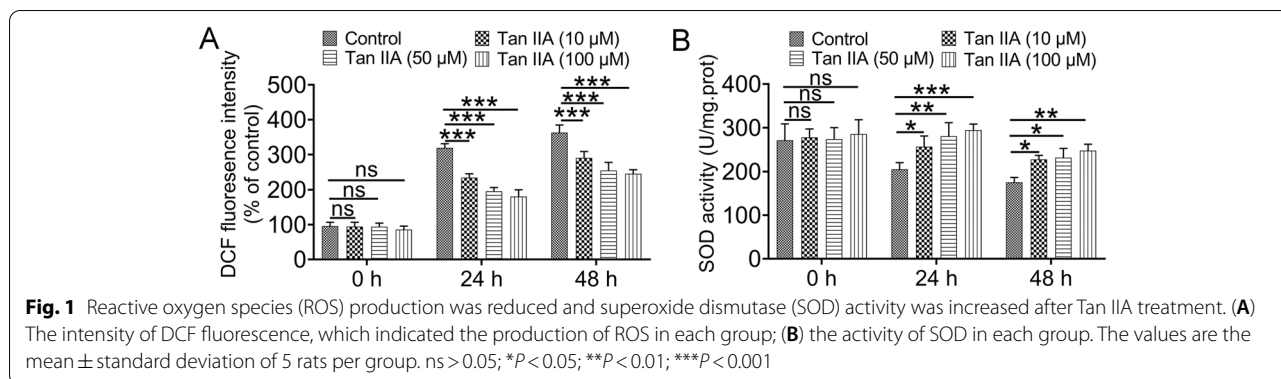 A
Control
Tan IIA (10 μM)
Tan IIA (50 μM)
Tan IIA (100 μM)
DCF fluoresence intensity
(% of control)
500
400
300
200
100
0
ns
ns
ns
***
***
***
***
***
***
0 h
24 h
48 h
B
Control
Tan IIA (10 μM)
Tan IIA (50 μM)
Tan IIA (100 μM)
SOD activity (U/mg.prot)
400
300
200
100
0
ns
ns
ns
***
**
*
**
*
*
0 h
24 h
48 h
Fig. 1 Reactive oxygen species (ROS) production was reduced and superoxide dismutase (SOD) activity was increased after Tan IIA treatment. (A)
The intensity of DCF fluorescence, which indicated the production of ROS in each group; (B) the activity of SOD in each group. The values are the
mean ± standard deviation of 5 rats per group. ns > 0.05; *P < 0.05; **P < 0.01; ***P < 0.001